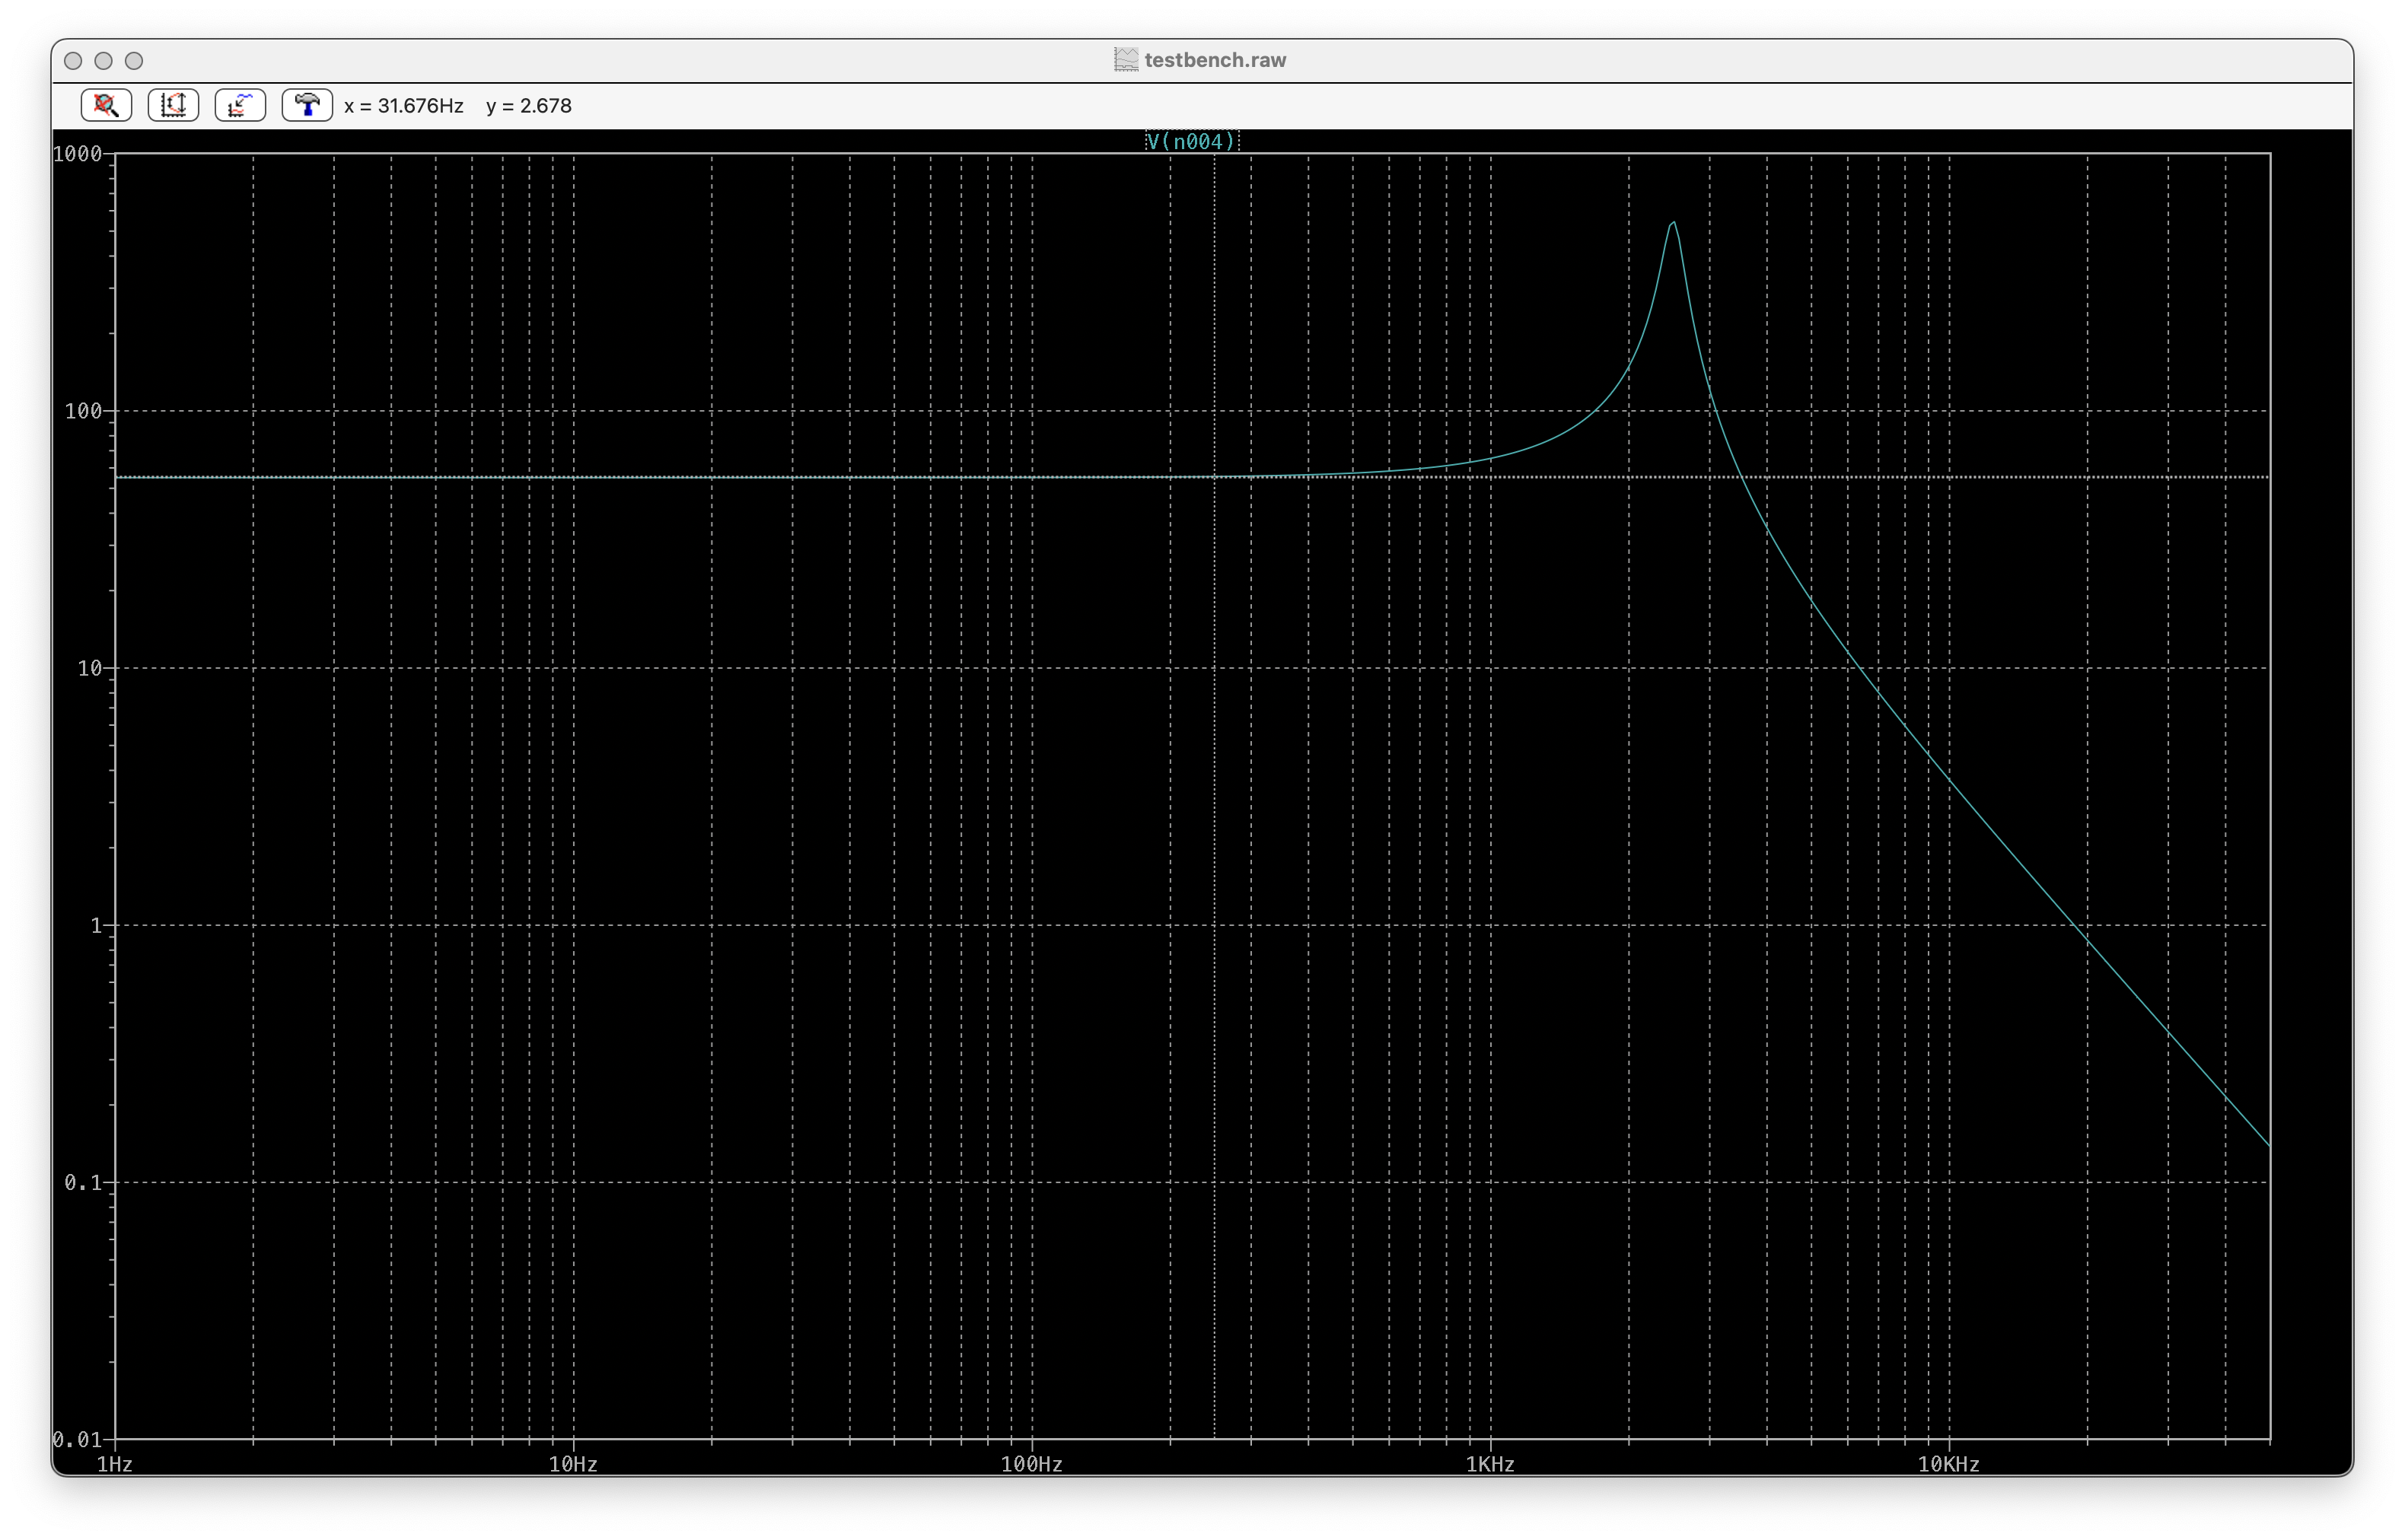 testbench.raw
x = 31.676Hz y = 2.678
V(n004)
1000
100
10
1
0.1
0.01
1Hz 10Hz 100Hz 1KHz 10KHz